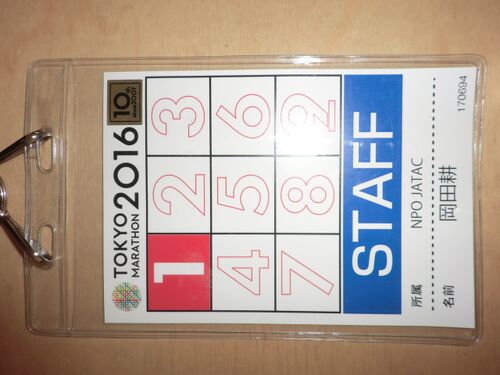 TOKYO
MARATHON 2016
10th
since2007
1 2 3
4 5 6
7 8 9
STAFF
所属 NPO JATAC
名前 岡田耕
170694